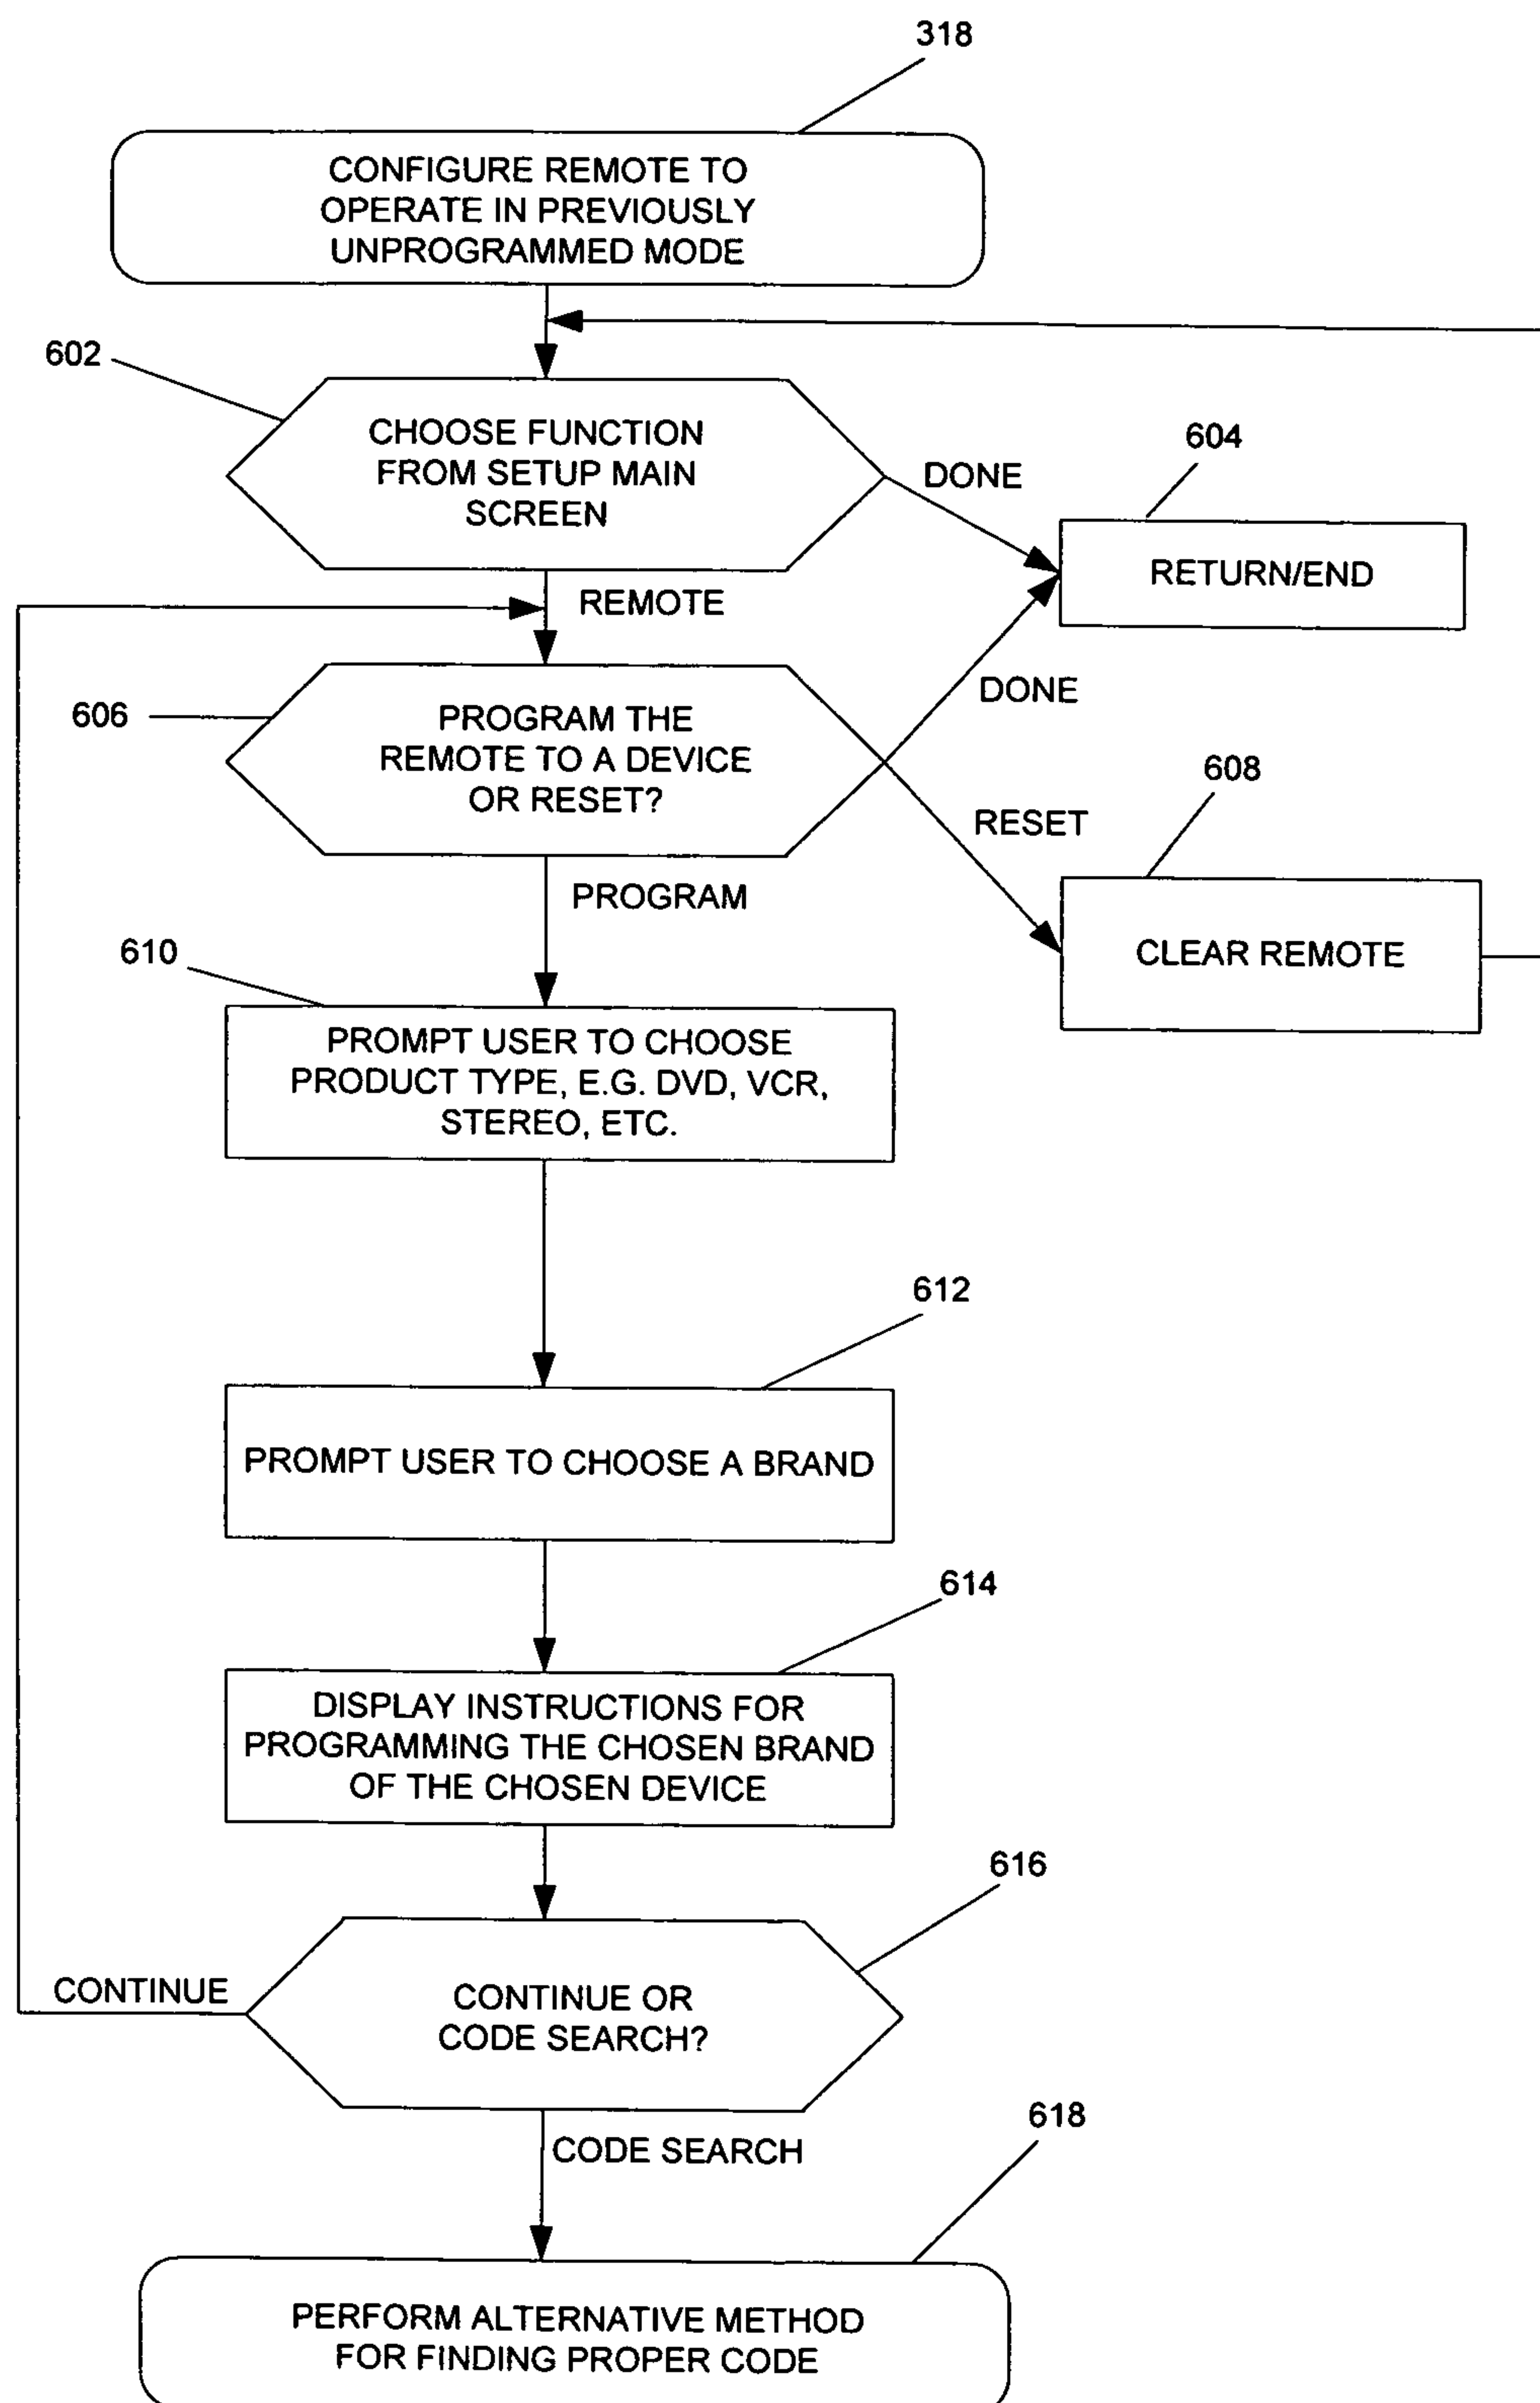 318
CONFIGURE REMOTE TO
OPERATE IN PREVIOUSLY
UNPROGRAMMED MODE
602
CHOOSE FUNCTION
FROM SETUP MAIN
SCREEN
DONE
604
RETURN/END
REMOTE
606
PROGRAM THE
REMOTE TO A DEVICE
OR RESET?
DONE
608
RESET
CLEAR REMOTE
PROGRAM
610
PROMPT USER TO CHOOSE
PRODUCT TYPE, E.G. DVD, VCR,
STEREO, ETC.
612
PROMPT USER TO CHOOSE A BRAND
614
DISPLAY INSTRUCTIONS FOR
PROGRAMMING THE CHOSEN BRAND
OF THE CHOSEN DEVICE
616
CONTINUE
CONTINUE OR
CODE SEARCH?
CODE SEARCH
618
PERFORM ALTERNATIVE METHOD
FOR FINDING PROPER CODE